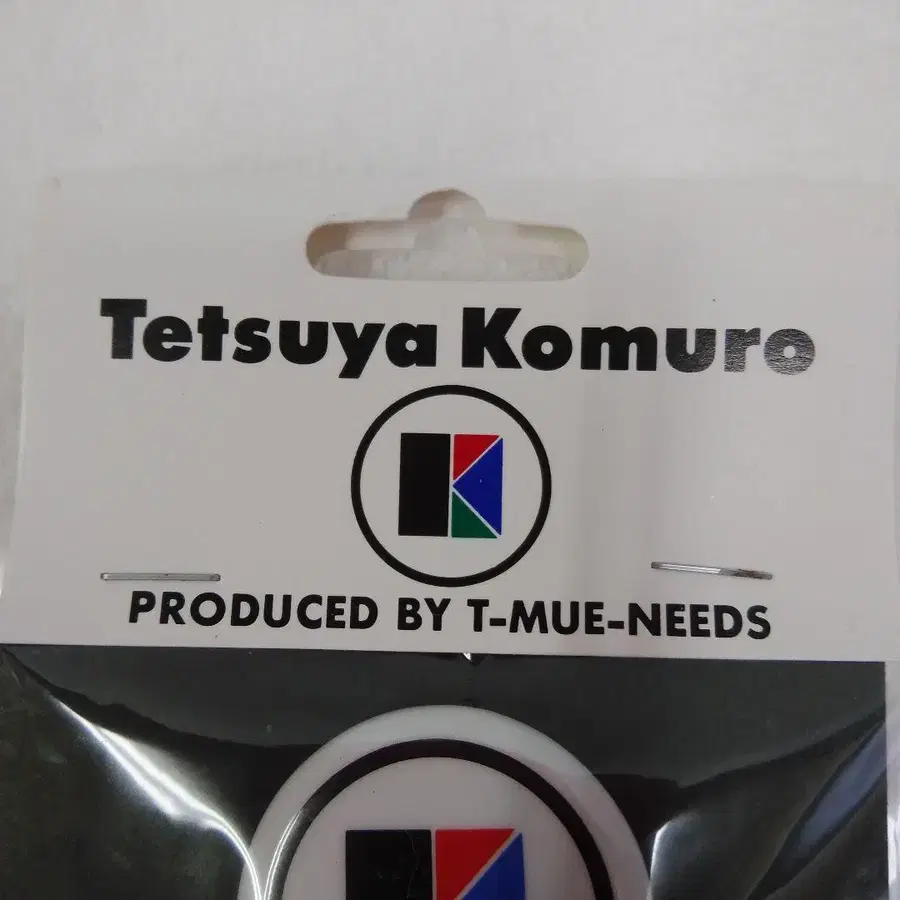 Tetsuya Komuro
K
PRODUCED BY T-MUE-NEEDS